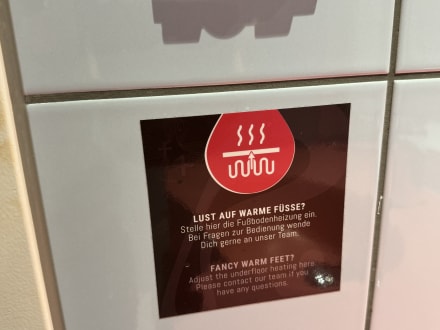 LUST AUF WARME FÜSSE?
Stelle hier die Fußbodenheizung ein.
Bei Fragen zur Bedienung wende
Dich gerne an unser Team.
FANCY WARM FEET?
Adjust the underfloor heating here.
Please contact our team if you
have any questions.